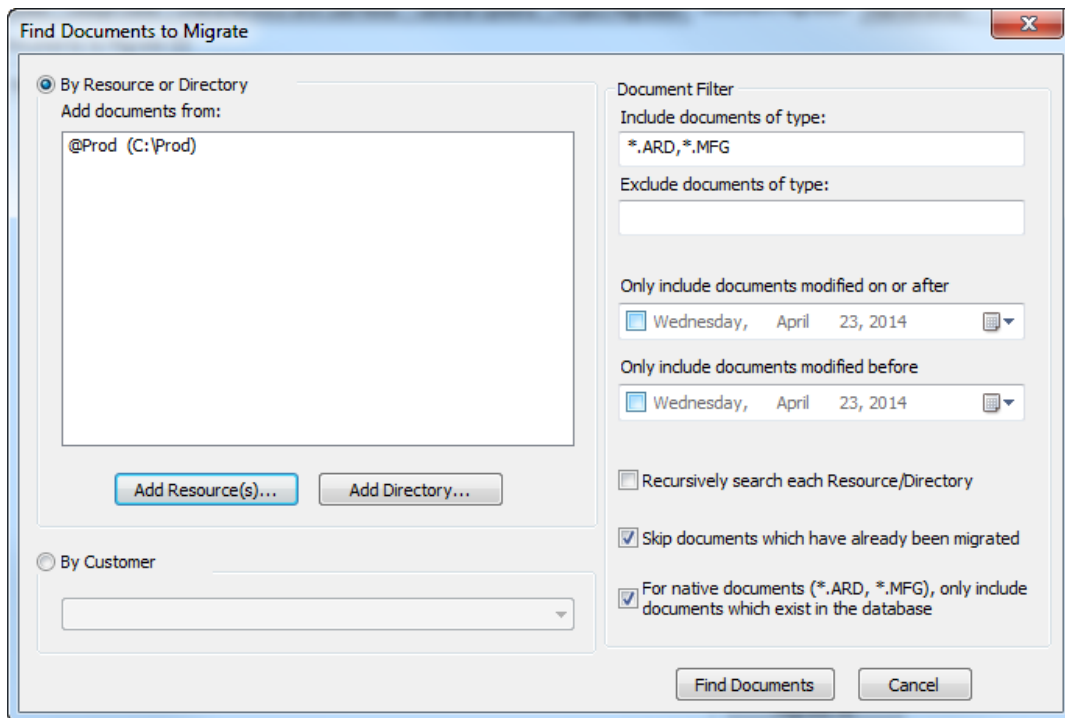 Find Documents to Migrate
By Resource or Directory
Add documents from:
@Prod (C:\Prod)
Add Resource(s)...
Add Directory...
By Customer
Document Filter
Include documents of type:
*.ARD,*.MFG
Exclude documents of type:
Only include documents modified on or after
Wednesday, April 23, 2014
Only include documents modified before
Wednesday, April 23, 2014
Recursively search each Resource/Directory
Skip documents which have already been migrated
For native documents (*.ARD, *.MFG), only include
documents which exist in the database
Find Documents
Cancel